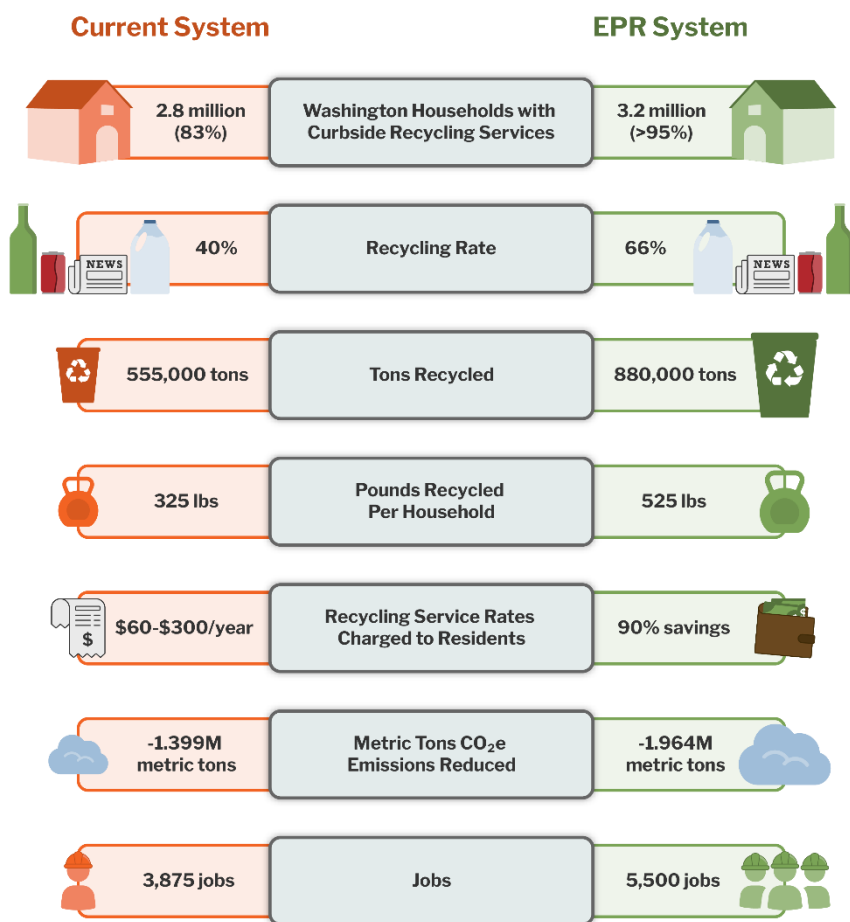 Current System
EPR System
2.8 million
(83%)
Washington Households with
Curbside Recycling Services
3.2 million
(>95%)
NEWS
40%
Recycling Rate
66%
NEWS
555,000 tons
Tons Recycled
880,000 tons
325 lbs
Pounds Recycled
Per Household
525 lbs
$
$60-$300/year
Recycling Service Rates
Charged to Residents
90% savings
$
-1.399M
metric tons
Metric Tons CO₂e
Emissions Reduced
-1.964M
metric tons
3,875 jobs
Jobs
5,500 jobs